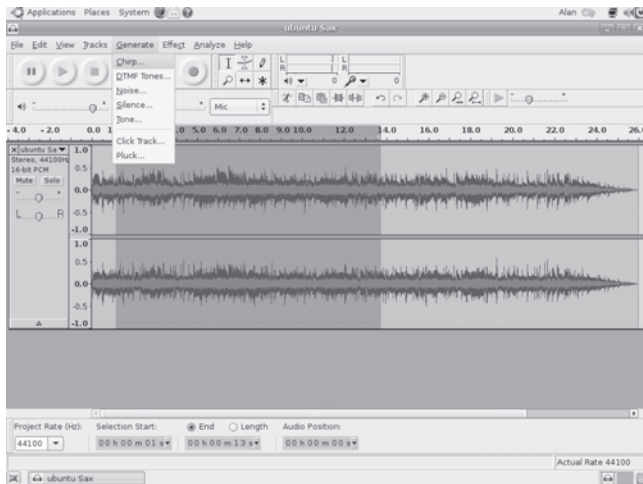 Applications Places System Alan
ubuntu Sax
File Edit View Tracks Generate Effect Analyze Help
Chirp...
DTMF Tones...
Noise...
Silence...
Tone...
Click Track...
Pluck...
L
R
L
R
0
0
Mic
- 4.0 - 2.0 0.0 5.0 6.0 7.0 8.0 9.0 10.0 12.0 14.0 16.0 18.0 20.0 22.0 24.0 26.0
ubuntu Sa
Stereo, 44100Hz
16-bit PCM
Mute Solo
- +
L R
1.0
0.5
0.0
-0.5
-1.0
1.0
0.5
0.0
-0.5
-1.0
Project Rate (Hz): Selection Start: End Length Audio Position:
44100 00 h 00 m 01 s 00 h 00 m 13 s 00 h 00 m 00 s
Actual Rate 44100
ubuntu Sax